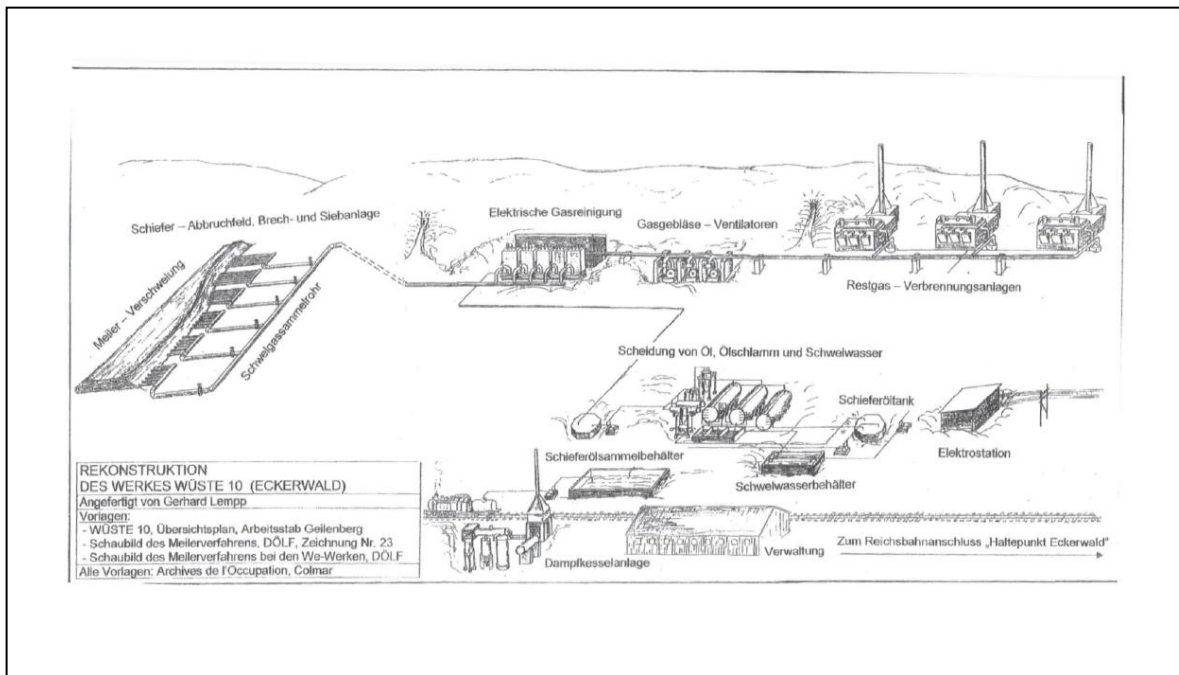 Elektrische Gasreinigung
Schiefer – Abbruchfeld, Brech- und Siebanlage
Gasgebläse – Ventilatoren
Meiler – Verschwelung
Schwelgassammelrohr
Restgas – Verbrennungsanlagen
Scheidung von Öl, Ölschlamm und Schwelwasser
Schieferöltank
Schieferölsammelbehälter
Elektrostation
Schwelwasserbehälter
REKONSTRUKTION
DES WERKES WÜSTE 10 (ECKERWALD)
Angefertigt von Gerhard Lempp
Vorlagen:
- WÜSTE 10, Übersichtsplan, Arbeitsstab Geilenberg
- Schaubild des Meilerverfahrens, DÖLF, Zeichnung Nr. 23
- Schaubild des Meilerverfahrens bei den We-Werken, DÖLF
Alle Vorlagen: Archives de l'Occupation, Colmar
Dampfkesselanlage
Verwaltung
Zum Reichsbahnanschluss „Haltepunkt Eckerwald"